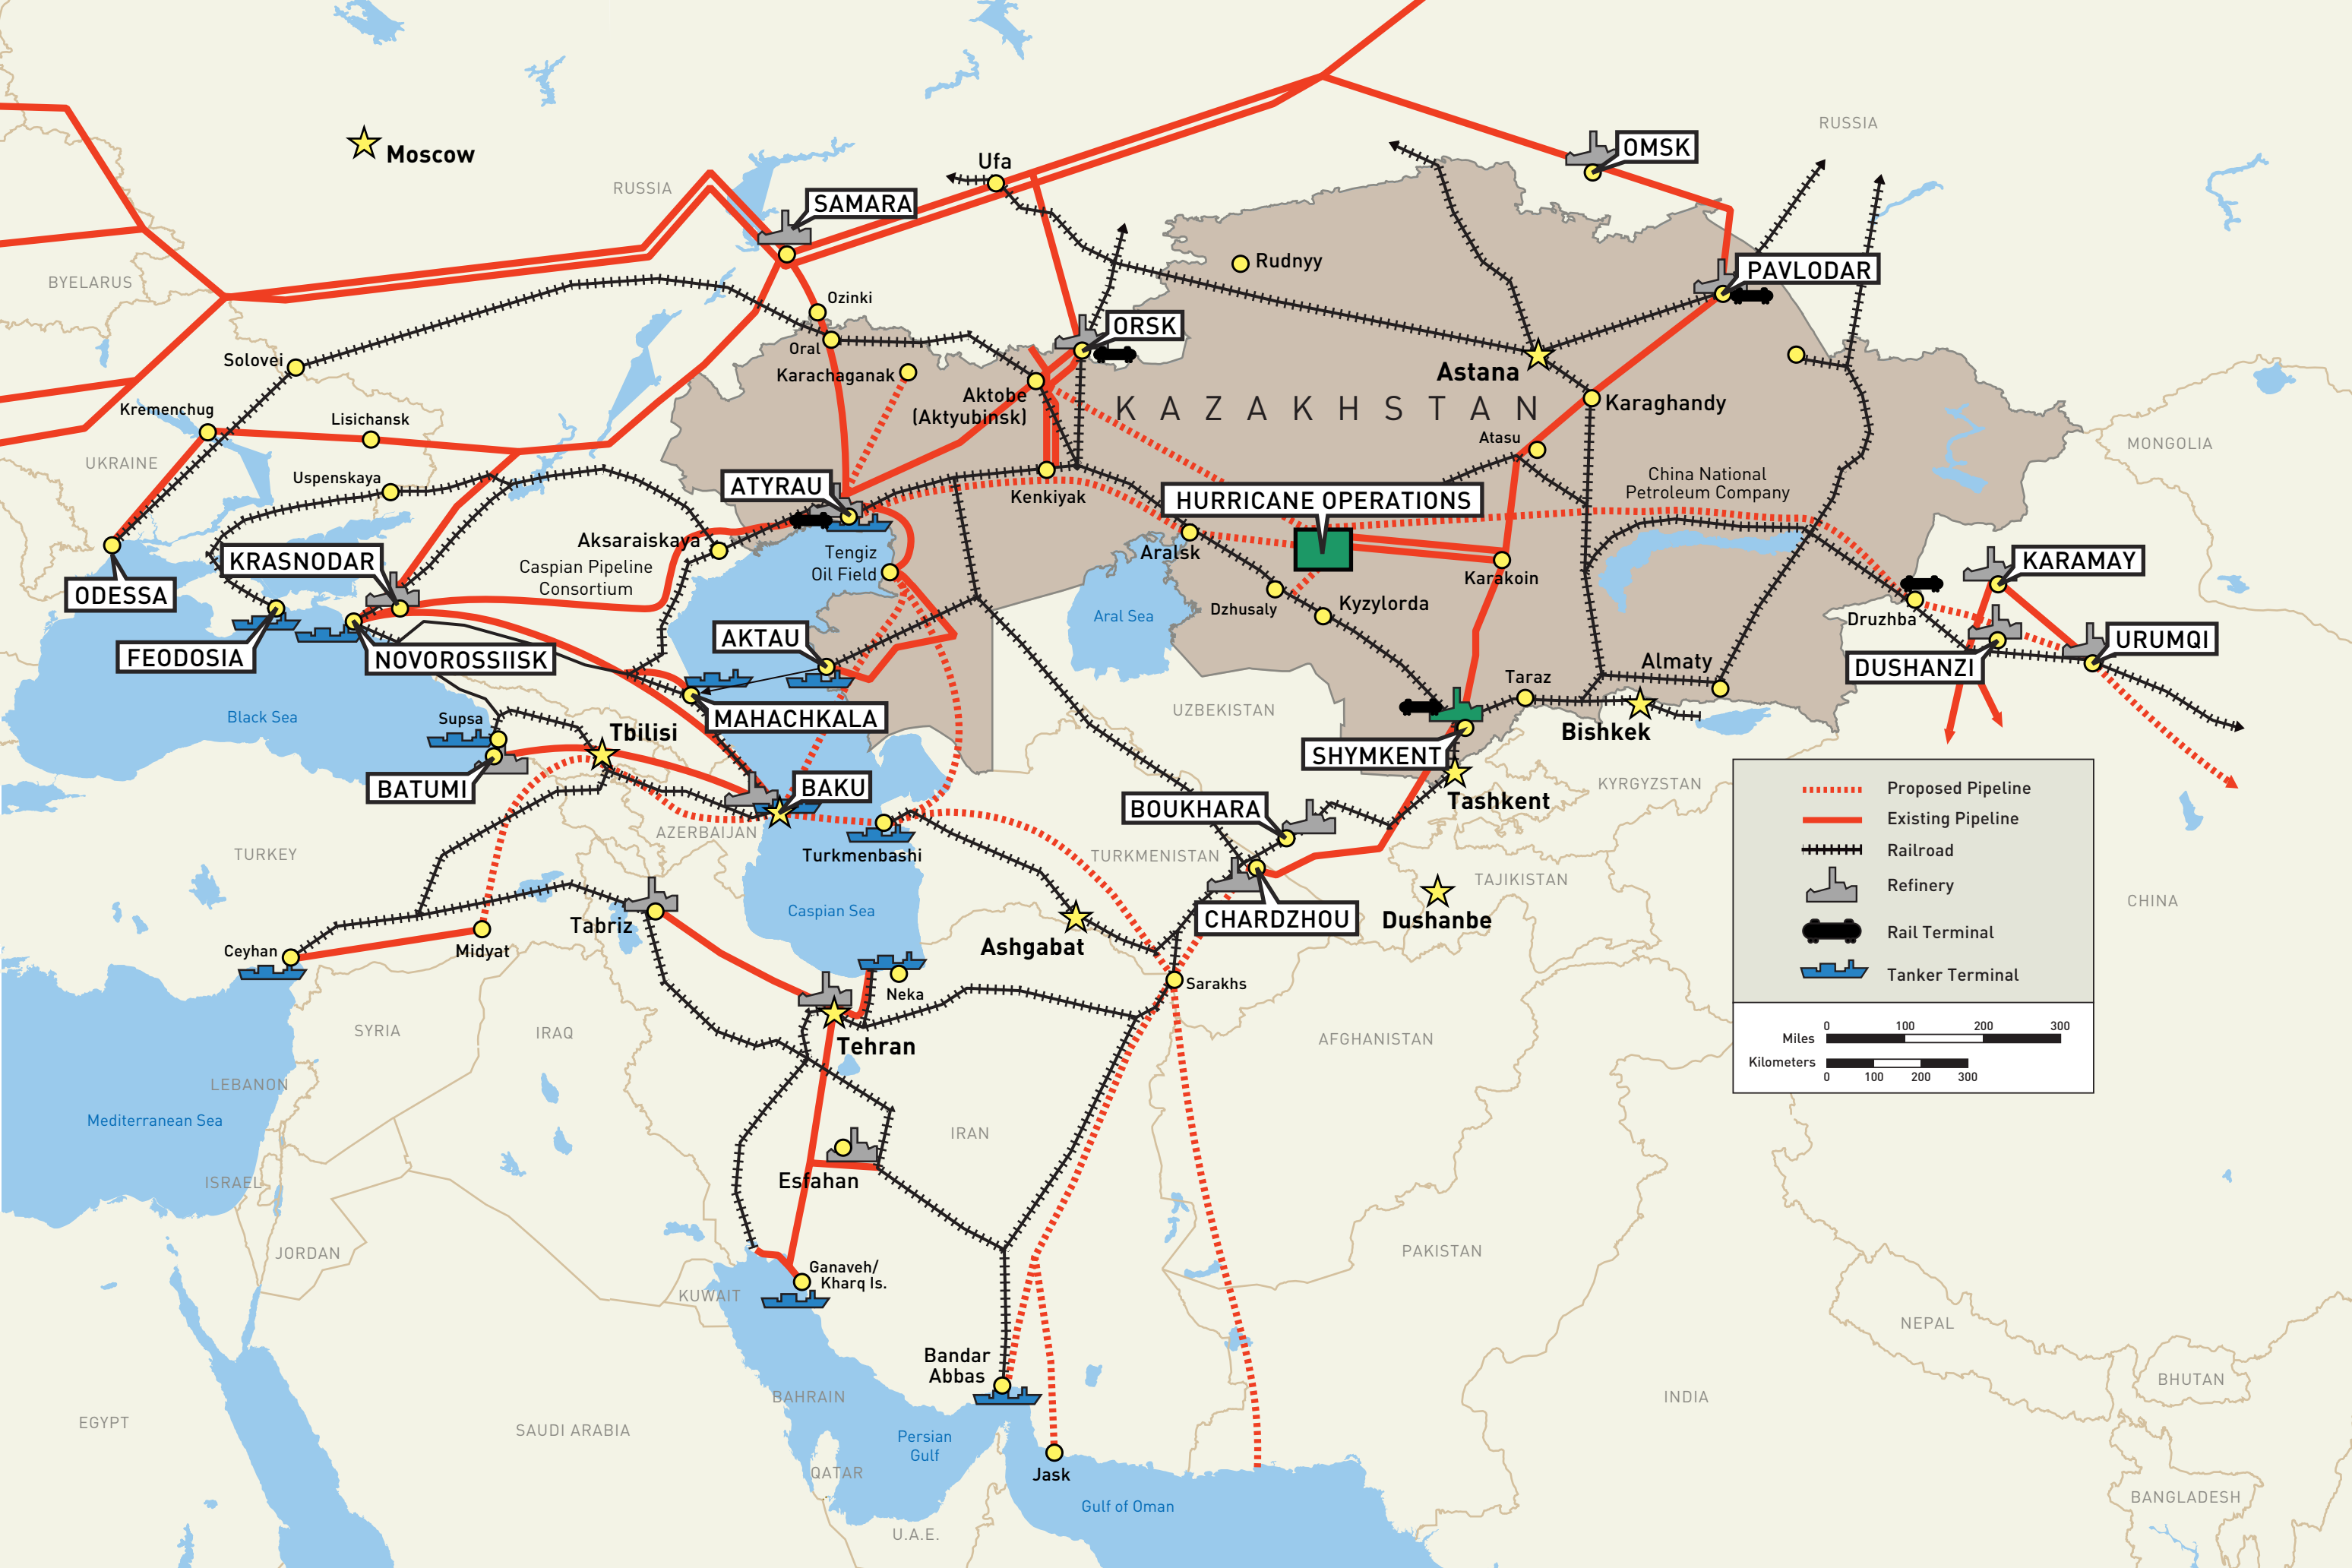 Moscow
RUSSIA
RUSSIA
Ufa
OMSK
SAMARA
BYELARUS
Rudnyy
PAVLODAR
Ozinki
Oral
ORSK
Solovei
Karachaganak
Astana
Aktobe
(Aktyubinsk)
KAZAKHSTAN
Karaghandy
Kremenchug
Lisichansk
Atasu
MONGOLIA
UKRAINE
Uspenskaya
ATYRAU
Kenkiyak
HURRICANE OPERATIONS
China National
Petroleum Company
Aksaraiskaya
Tengiz
Oil Field
Aralsk
KRASNODAR
Caspian Pipeline
Consortium
Karakoin
KARAMAY
ODESSA
Dzhusaly
Kyzylorda
Aral Sea
Druzhba
FEODOSIA
NOVOROSSIISK
AKTAU
Almaty
DUSHANZI
URUMQI
Taraz
Black Sea
Supsa
Tbilisi
MAHACHKALA
UZBEKISTAN
Bishkek
SHYMKENT
BATUMI
BAKU
KYRGYZSTAN
Tashkent
BOUKHARA
AZERBAIJAN
TURKEY
Turkmenbashi
TURKMENISTAN
TAJIKISTAN
CHINA
Caspian Sea
CHARDZHOU
Dushanbe
Tabriz
Ashgabat
Ceyhan
Midyat
Neka
Sarakhs
SYRIA
IRAQ
Tehran
AFGHANISTAN
LEBANON
Mediterranean Sea
IRAN
ISRAEL
Esfahan
JORDAN
Ganaveh/
Kharq Is.
KUWAIT
PAKISTAN
NEPAL
Bandar
Abbas
BAHRAIN
INDIA
BHUTAN
EGYPT
SAUDI ARABIA
Persian
Gulf
QATAR
Jask
Gulf of Oman
BANGLADESH
U.A.E.
Proposed Pipeline
Existing Pipeline
Railroad
Refinery
Rail Terminal
Tanker Terminal
0 100 200 300
Miles
Kilometers
0 100 200 300